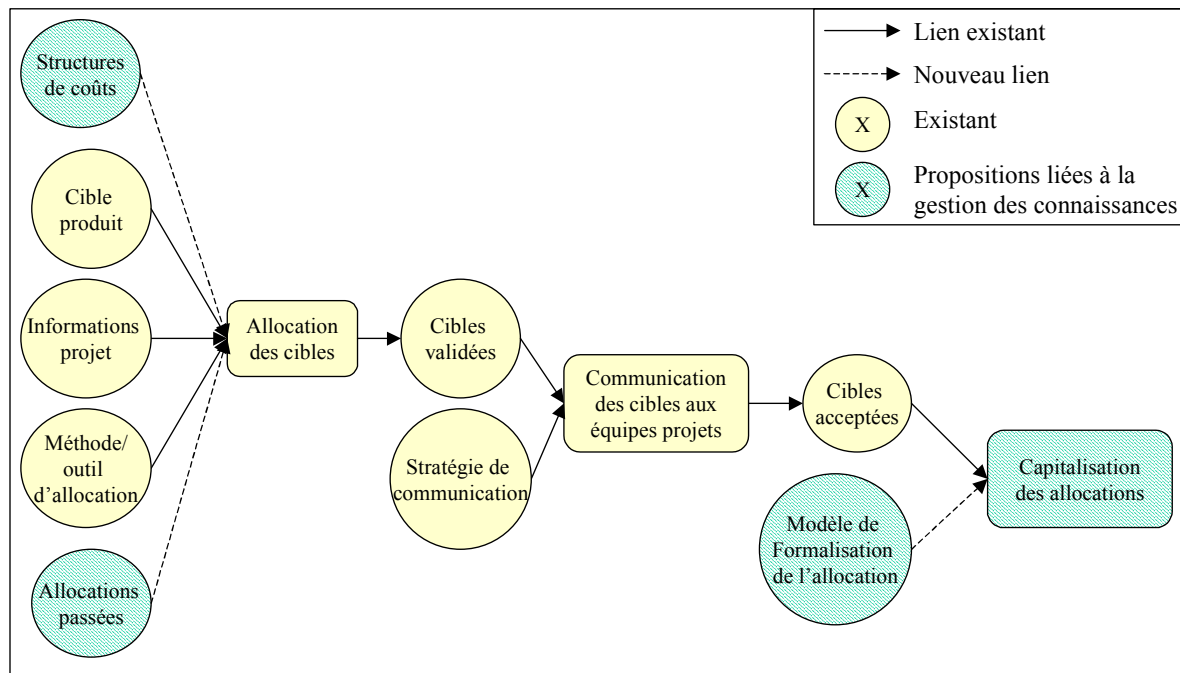 Structures
de coûts
Cible
produit
Informations
projet
Méthode/
outil
d’allocation
Allocations
passées
Allocation
des cibles
Cibles
validées
Stratégie de
communication
Communication
des cibles aux
équipes projets
Cibles
acceptées
Modèle de
Formalisation
de l’allocation
Capitalisation
des allocations
Lien existant
Nouveau lien
X
Existant
X
Propositions liées à la
gestion des connaissances